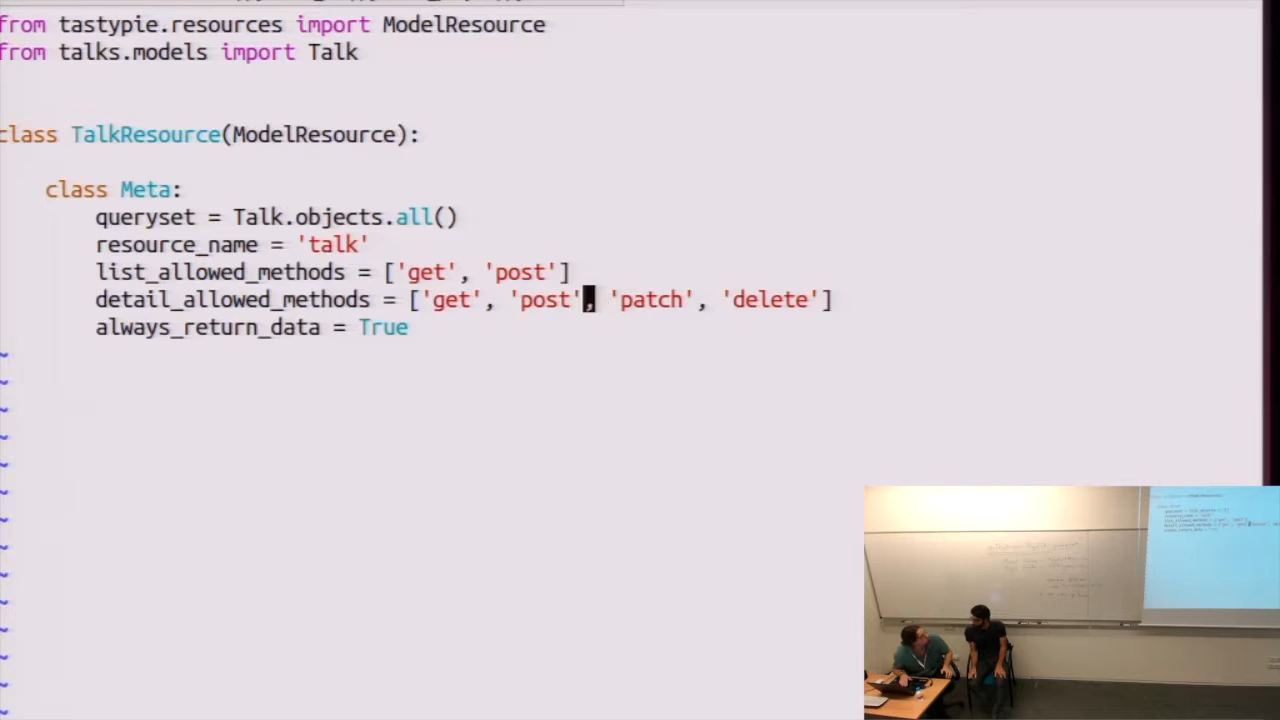 from tastypie.resources import ModelResource
from talks.models import Talk
class TalkResource(ModelResource):
class Meta:
queryset = Talk.objects.all()
resource_name = 'talk'
list_allowed_methods = ['get', 'post']
detail_allowed_methods = ['get', 'post', 'patch', 'delete']
always_return_data = True
~
~
~
~
~
~
~
~
~
~
~
~
~
~